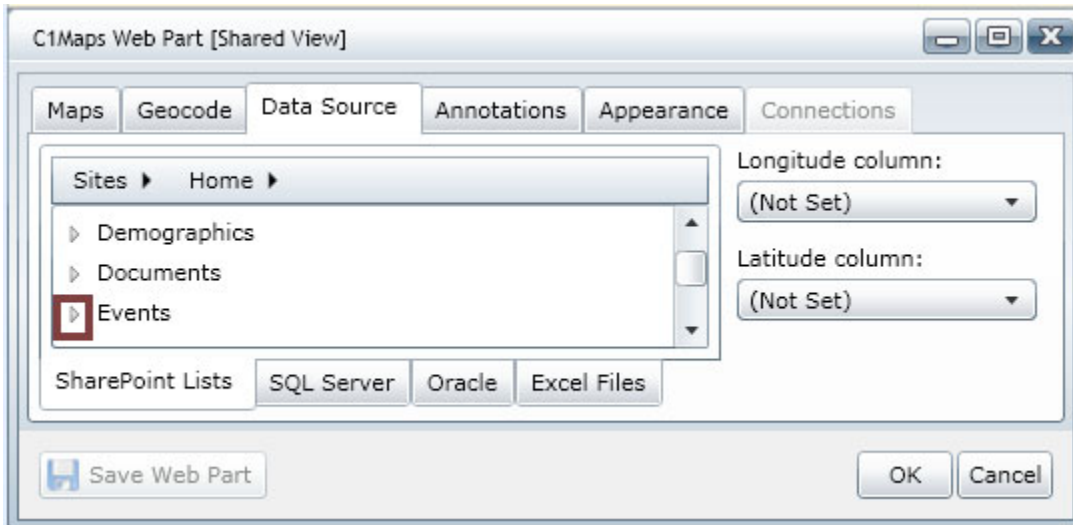 C1Maps Web Part [Shared View]
Maps Geocode Data Source Annotations Appearance Connections
Sites Home
Demographics
Documents
Events
SharePoint Lists SQL Server Oracle Excel Files
Longitude column:
(Not Set)
Latitude column:
(Not Set)
Save Web Part OK Cancel